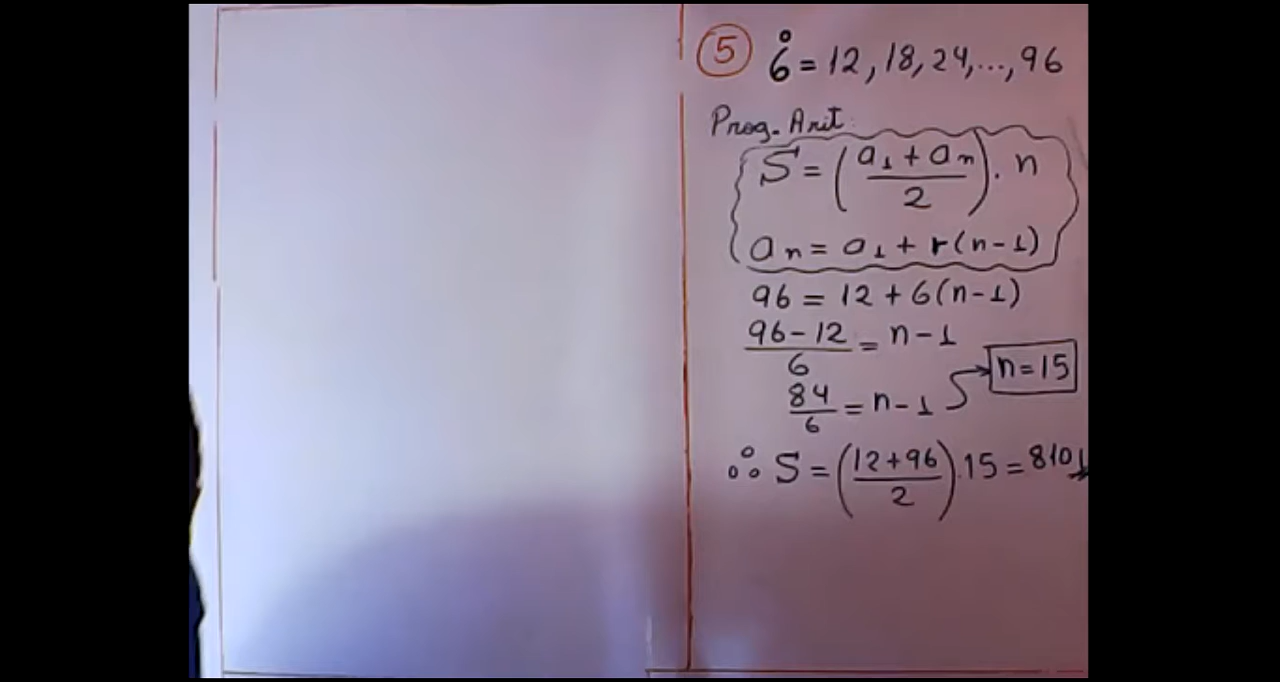 5 6̊ = 12, 18, 24, ..., 96
Prog. Arit.
S = (a₁ + aₙ / 2) . n
aₙ = a₁ + r(n-1)
96 = 12 + 6(n-1)
96-12 / 6 = n-1
84 / 6 = n-1 → n=15
∴ S = (12+96 / 2) . 15 = 810